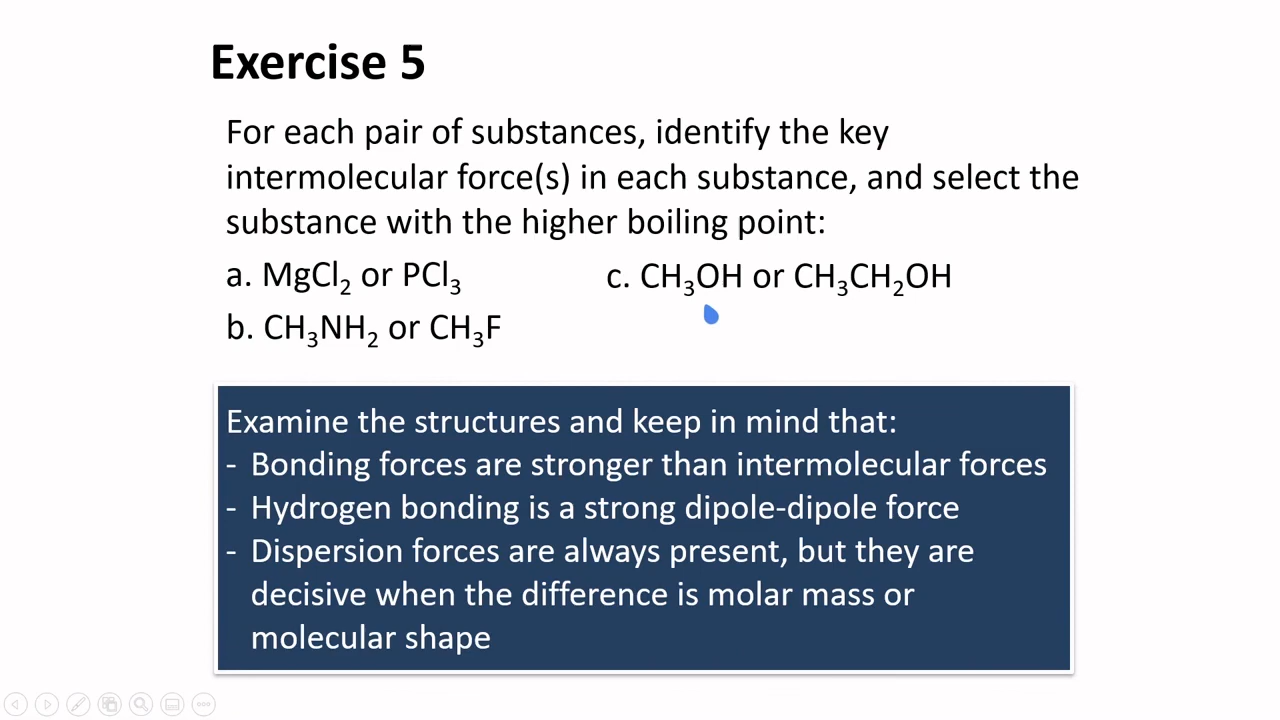 Exercise 5
For each pair of substances, identify the key
intermolecular force(s) in each substance, and select the
substance with the higher boiling point:
a. MgCl₂ or PCl₃
c. CH₃OH or CH₃CH₂OH
b. CH₃NH₂ or CH₃F
Examine the structures and keep in mind that:
- Bonding forces are stronger than intermolecular forces
- Hydrogen bonding is a strong dipole-dipole force
- Dispersion forces are always present, but they are
decisive when the difference is molar mass or
molecular shape